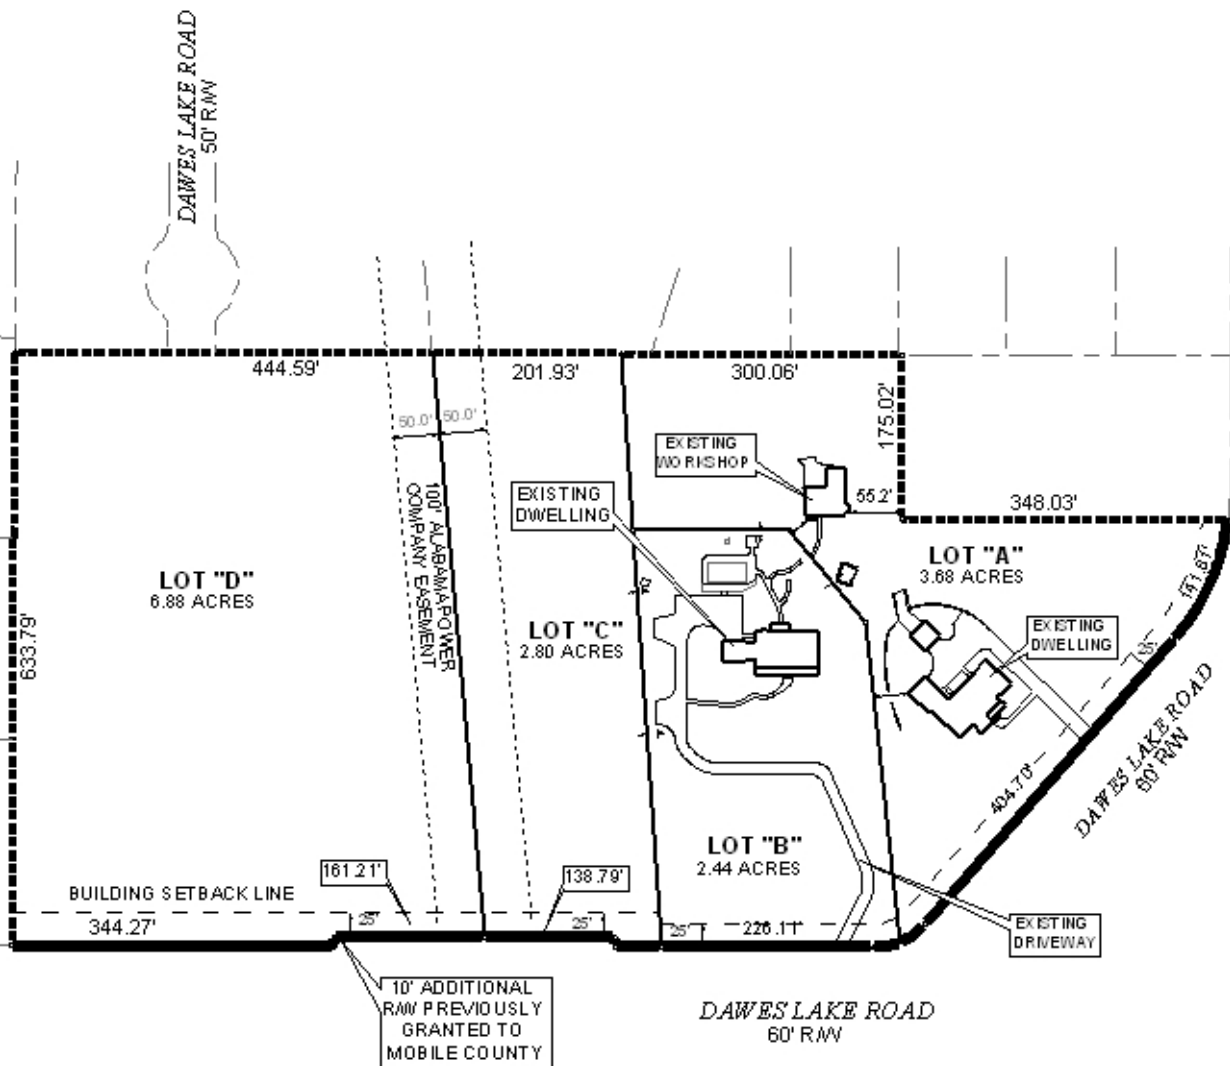 DAWES LAKE ROAD
50' R/W
444.59'
201.93'
300.06'
175.02'
50.0'
50.0'
EXISTING
WORKSHOP
EXISTING
DWELLING
55.2'
348.03'
100' ALABAMA POWER
COMPANY EASEMENT
LOT "D"
6.88 ACRES
LOT "A"
3.68 ACRES
141.87'
633.79'
LOT "C"
2.80 ACRES
EXISTING
DWELLING
25'
DAWES LAKE ROAD
60' R/W
404.70'
LOT "B"
2.44 ACRES
161.21'
138.79'
BUILDING SETBACK LINE
344.27'
25'
25'
25'
226.11'
EXISTING
DRIVEWAY
10' ADDITIONAL
R/W PREVIOUSLY
GRANTED TO
MOBILE COUNTY
DAWES LAKE ROAD
60' R/W